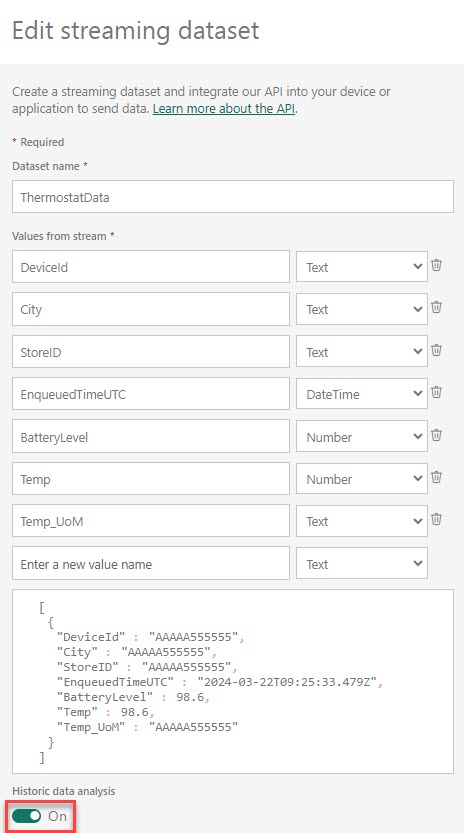 Edit streaming dataset
Create a streaming dataset and integrate our API into your device or
application to send data. Learn more about the API.
* Required
Dataset name *
ThermostatData
Values from stream *
DeviceId Text
City Text
StoreID Text
EnqueuedTimeUTC DateTime
BatteryLevel Number
Temp Number
Temp_UoM Text
Enter a new value name Text
[
{
"DeviceId" : "AAAAA555555",
"City" : "AAAAA555555",
"StoreID" : "AAAAA555555",
"EnqueuedTimeUTC" : "2024-03-22T09:25:33.479Z",
"BatteryLevel" : 98.6,
"Temp" : 98.6,
"Temp_UoM" : "AAAAA555555"
}
]
Historic data analysis
On